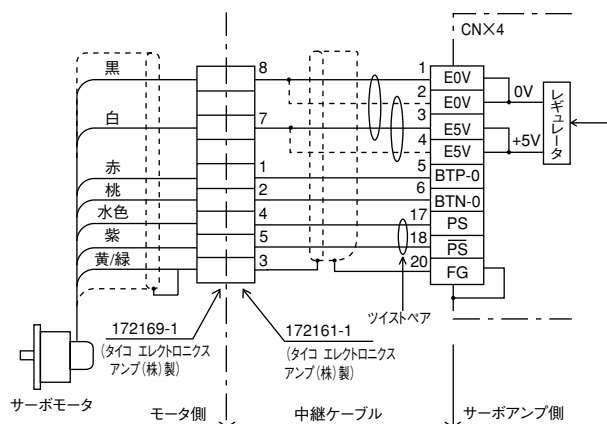 CN×4
黒
8
1
E0V
2
E0V
0V
レギュレータ
白
7
3
E5V
4
E5V
+5V
赤
1
5
BTP-0
桃
2
6
BTN-0
水色
4
17
PS
紫
5
18
PS
黄/緑
3
20
FG
ツイストペア
172169-1
(タイコ エレクトロニクス
アンプ(株)製)
172161-1
(タイコ エレクトロニクス
アンプ(株)製)
サーボモータ
モータ側
中継ケーブル
サーボアンプ側